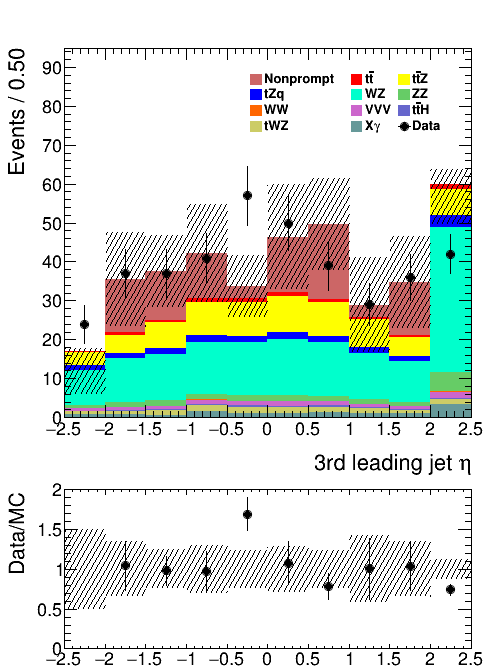 Events / 0.50
90
80
70
60
50
40
30
20
10
0
Nonprompt tt̄ tt̄Z
tZq WZ ZZ
WW VVV tt̄H
tWZ Xγ Data
−2.5 −2 −1.5 −1 −0.5 0 0.5 1 1.5 2 2.5
3rd leading jet η
Data/MC
2
1.5
1
0.5
0
−2.5 −2 −1.5 −1 −0.5 0 0.5 1 1.5 2 2.5